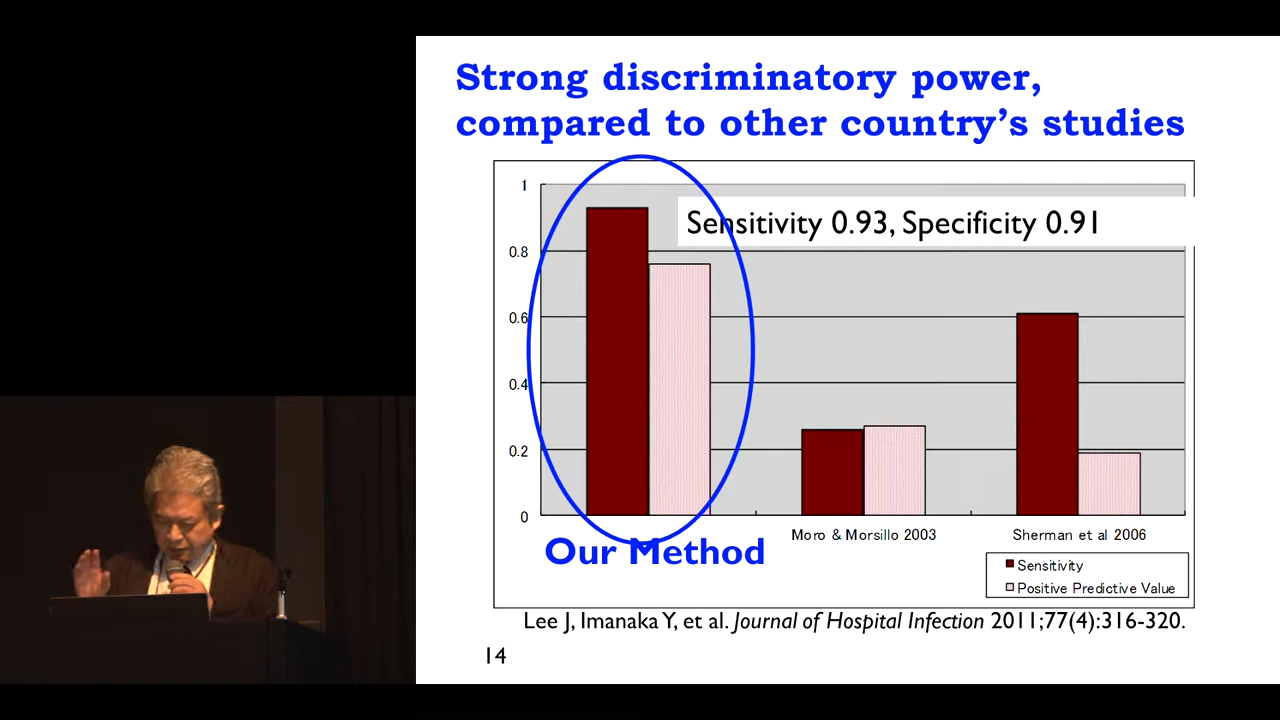 Strong discriminatory power,
compared to other country's studies
1
Sensitivity 0.93, Specificity 0.91
0.8
0.6
0.4
0.2
0
Moro & Morsillo 2003
Sherman et al 2006
Our Method
Sensitivity
Positive Predictive Value
Lee J, Imanaka Y, et al. Journal of Hospital Infection 2011;77(4):316-320.
14